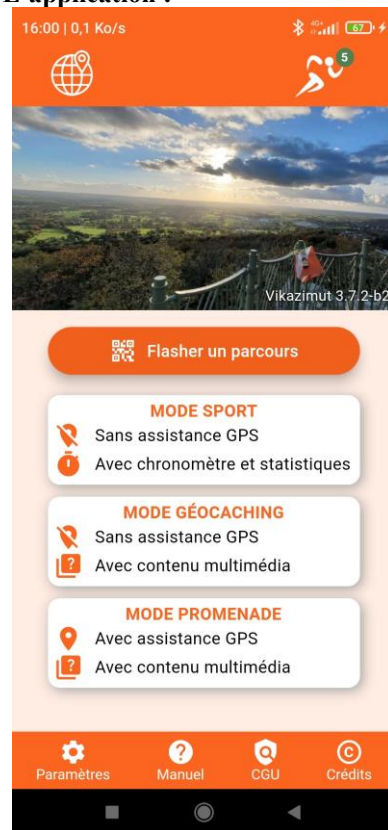 L'application :
16:00 | 0,1 Ko/s
67
5
Vikazimut 3.7.2-b2
Flasher un parcours
MODE SPORT
Sans assistance GPS
Avec chronomètre et statistiques
MODE GÉOCACHING
Sans assistance GPS
Avec contenu multimédia
MODE PROMENADE
Avec assistance GPS
Avec contenu multimédia
Paramètres Manuel CGU Crédits